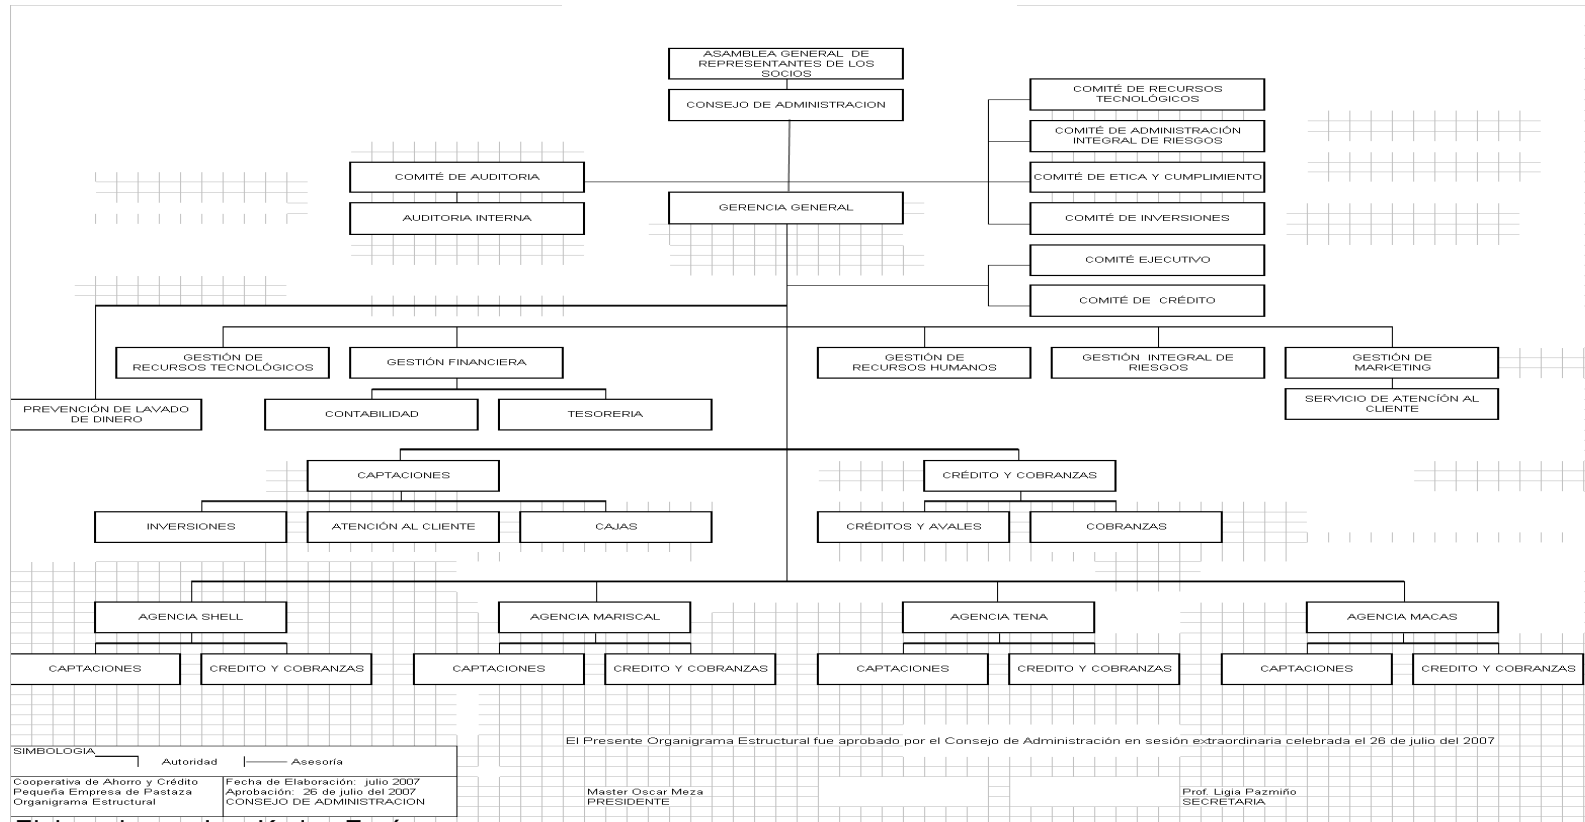 ASAMBLEA GENERAL DE
REPRESENTANTES DE LOS
SOCIOS
CONSEJO DE ADMINISTRACION
COMITÉ DE RECURSOS
TECNOLÓGICOS
COMITÉ DE ADMINISTRACIÓN
INTEGRAL DE RIESGOS
COMITÉ DE AUDITORIA
COMITÉ DE ETICA Y CUMPLIMIENTO
GERENCIA GENERAL
AUDITORIA INTERNA
COMITÉ DE INVERSIONES
COMITÉ EJECUTIVO
COMITÉ DE CRÉDITO
GESTIÓN DE
RECURSOS TECNOLÓGICOS
GESTIÓN FINANCIERA
GESTIÓN DE
RECURSOS HUMANOS
GESTIÓN INTEGRAL DE
RIESGOS
GESTIÓN DE
MARKETING
PREVENCIÓN DE LAVADO
DE DINERO
CONTABILIDAD
TESORERIA
SERVICIO DE ATENCÍÓN AL
CLIENTE
CAPTACIONES
CRÉDITO Y COBRANZAS
INVERSIONES
ATENCIÓN AL CLIENTE
CAJAS
CRÉDITOS Y AVALES
COBRANZAS
AGENCIA SHELL
AGENCIA MARISCAL
AGENCIA TENA
AGENCIA MACAS
CAPTACIONES
CREDITO Y COBRANZAS
CAPTACIONES
CREDITO Y COBRANZAS
CAPTACIONES
CREDITO Y COBRANZAS
CAPTACIONES
CREDITO Y COBRANZAS
El Presente Organigrama Estructural fue aprobado por el Consejo de Administración en sesión extraordinaria celebrada el 26 de julio del 2007
SIMBOLOGIA
Autoridad
Asesoría
Cooperativa de Ahorro y Crédito
Pequeña Empresa de Pastaza
Organigrama Estructural
Fecha de Elaboración: julio 2007
Aprobación: 26 de julio del 2007
CONSEJO DE ADMINISTRACION
Master Oscar Meza
PRESIDENTE
Prof. Ligia Pazmiño
SECRETARIA